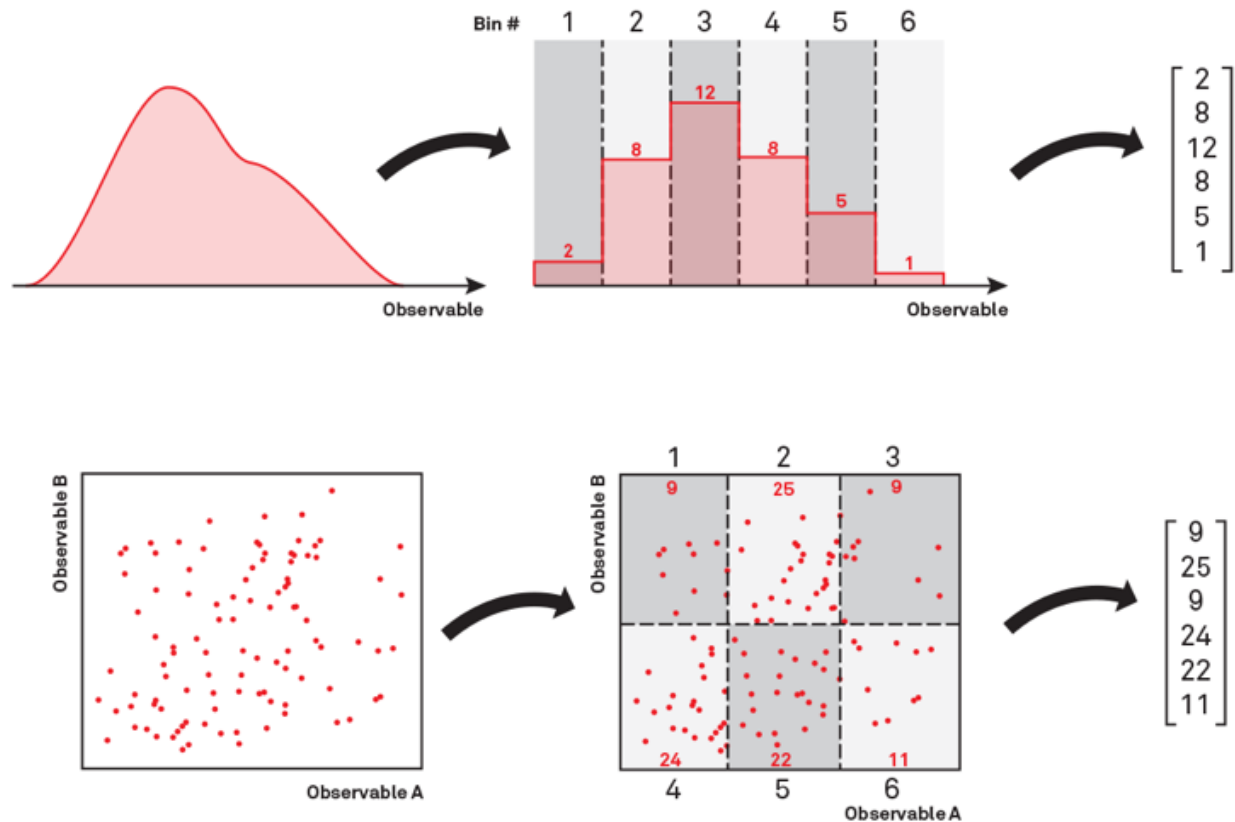 Bin # 1 2 3 4 5 6
12
8 8
5
2 1
Observable
Observable
2
8
12
8
5
1
Observable B
Observable A
1 2 3
Observable B
9 25 9
24 22 11
4 5 6
Observable A
9
25
9
24
22
11